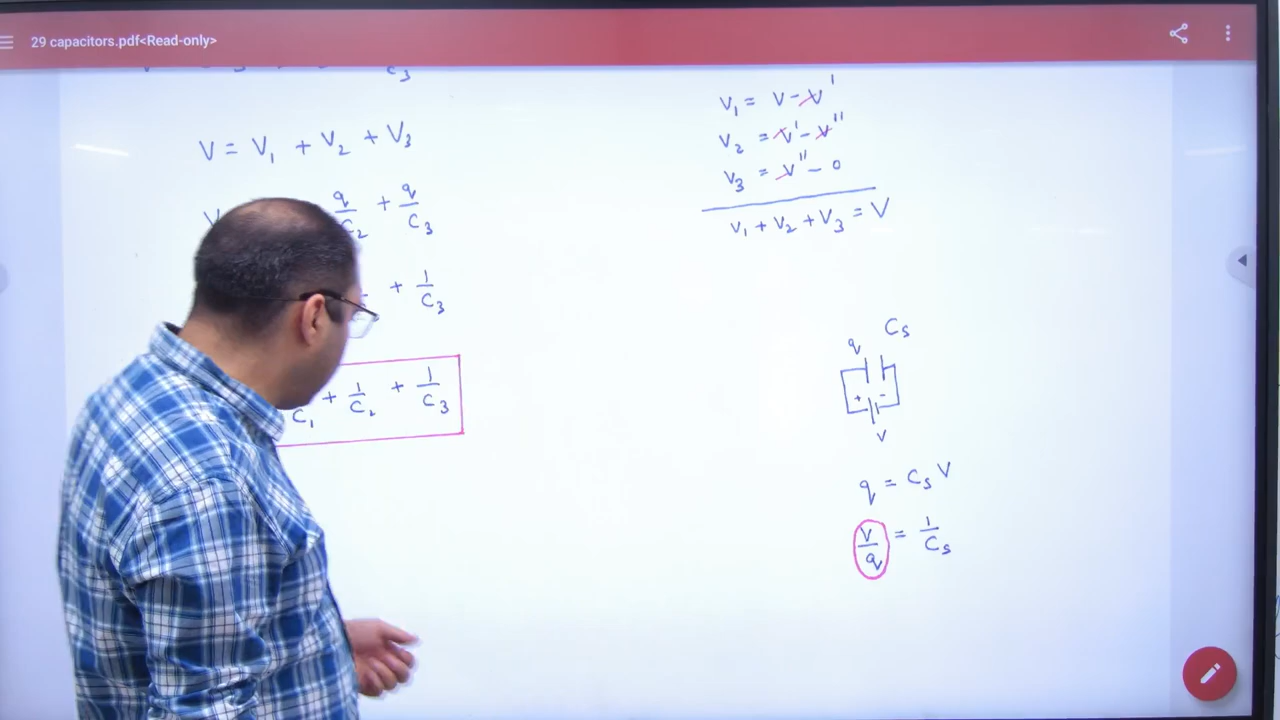 29 capacitors.pdf<Read-only>
C₃
V = V₁ + V₂ + V₃
V q/C₂ + q/C₃
+ 1/C₃
C₁ + 1/C₂ + 1/C₃
V₁ = V - V'
V₂ = V' - V''
V₃ = V'' - 0
V₁ + V₂ + V₃ = V
q Cₛ
+ -
V
q = Cₛ V
V/q = 1/Cₛ